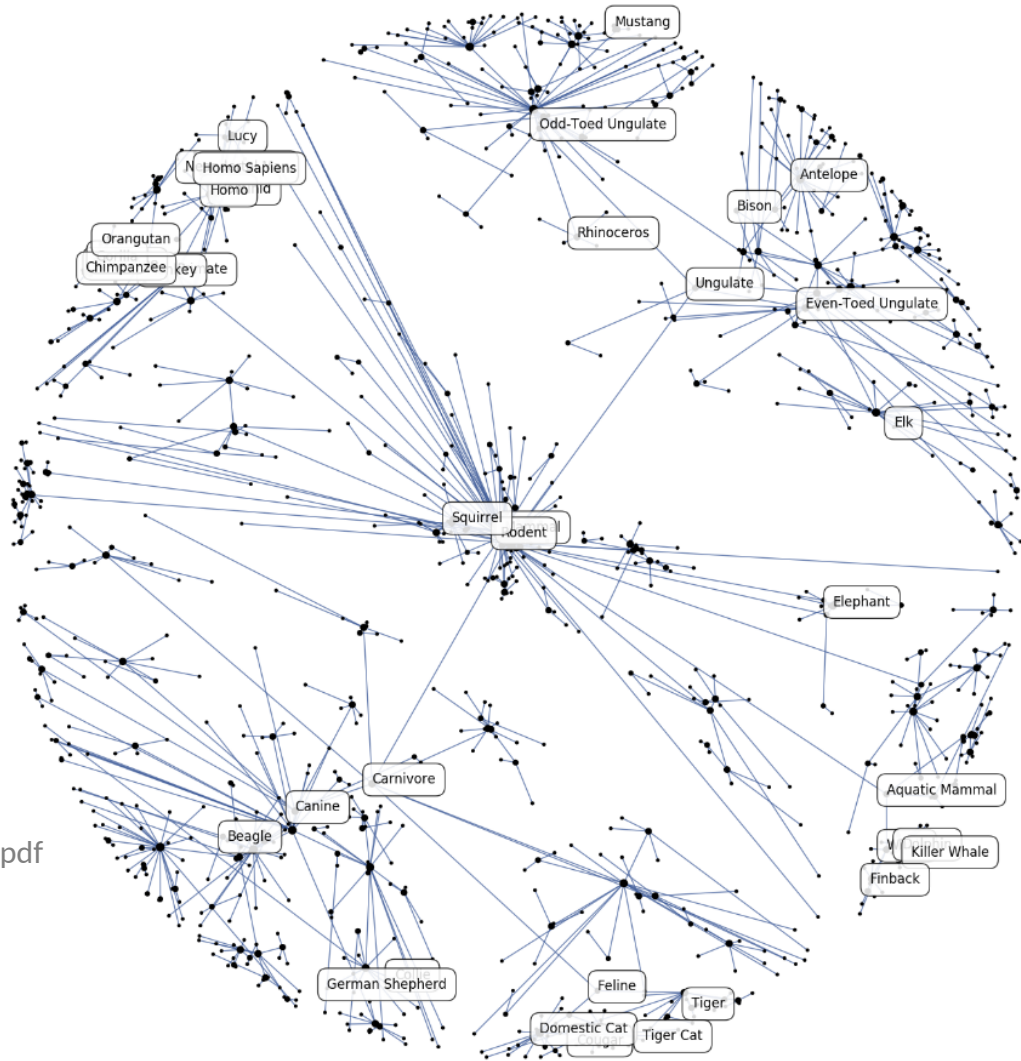 Mustang
Odd-Toed Ungulate
Lucy
Homo Sapiens
Homo
Antelope
Bison
Rhinoceros
Orangutan
Chimpanzee
Ungulate
Even-Toed Ungulate
Elk
Squirrel
Rodent
Elephant
Carnivore
Canine
Beagle
Aquatic Mammal
pdf
Killer Whale
Finback
Collie
German Shepherd
Feline
Tiger
Domestic Cat
Tiger Cat
Cougar